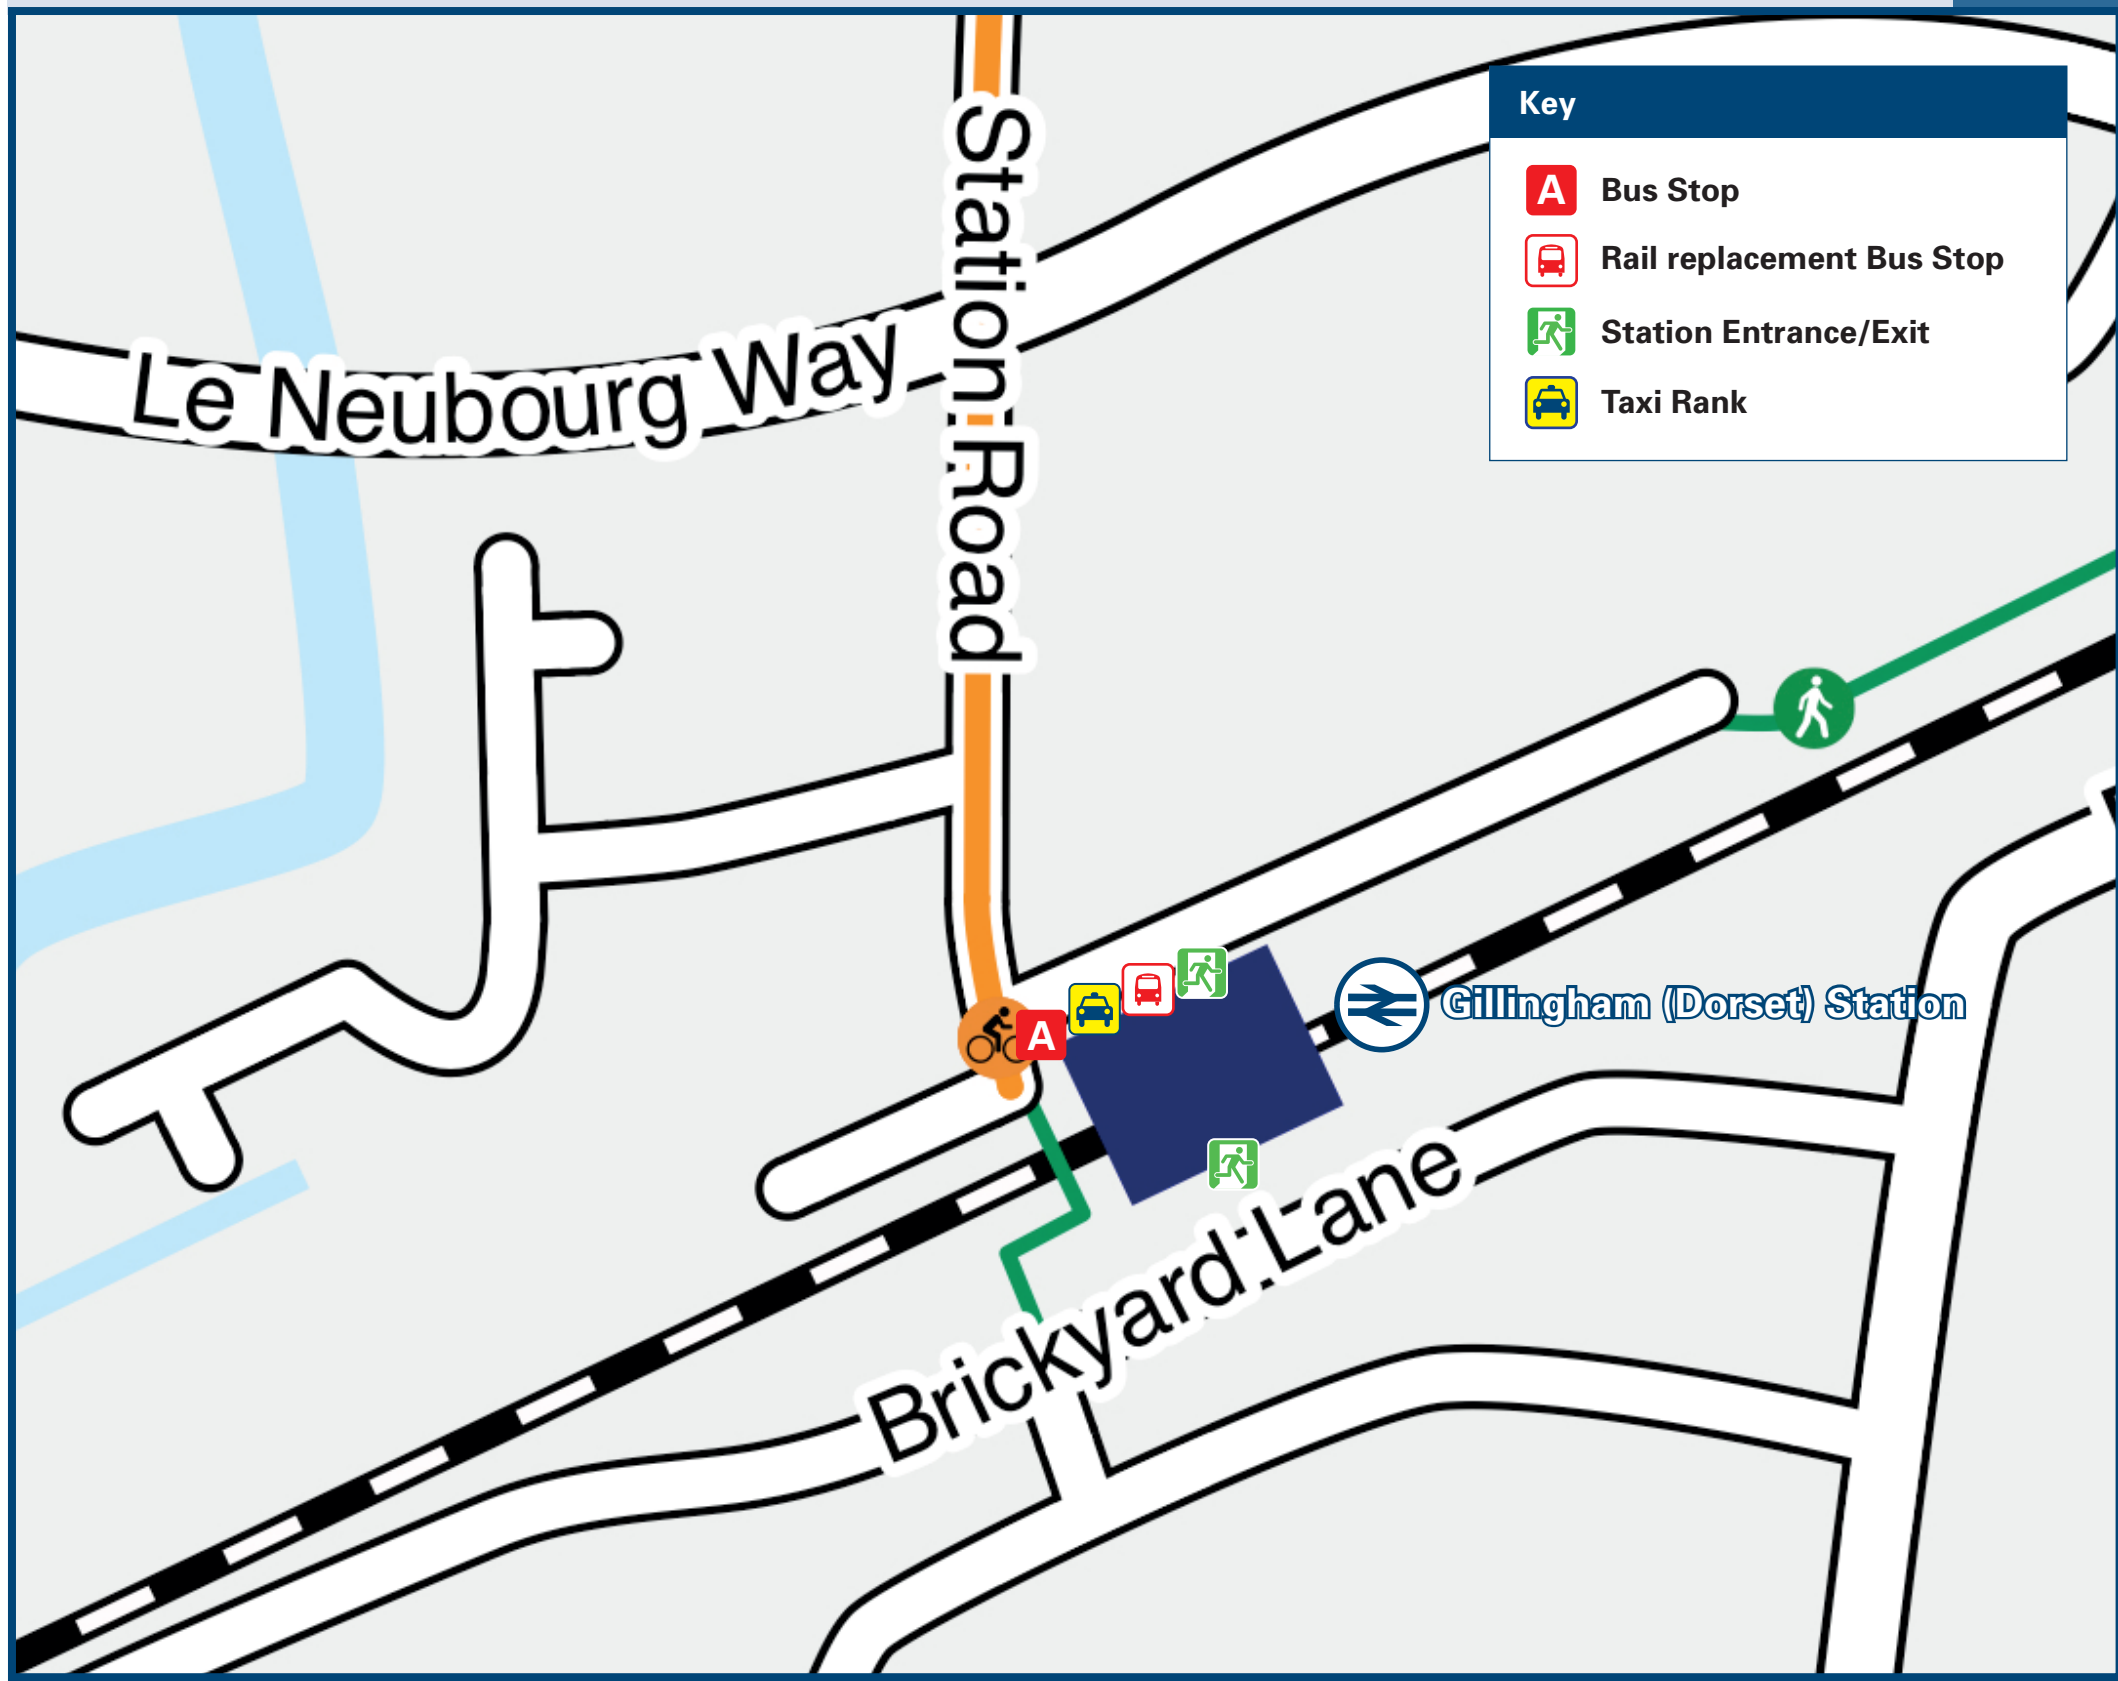 Station Road
Key
A Bus Stop
Rail replacement Bus Stop
Station Entrance/Exit
Taxi Rank
Le Neubourg Way
A
Gillingham (Dorset) Station
Brickyard Lane